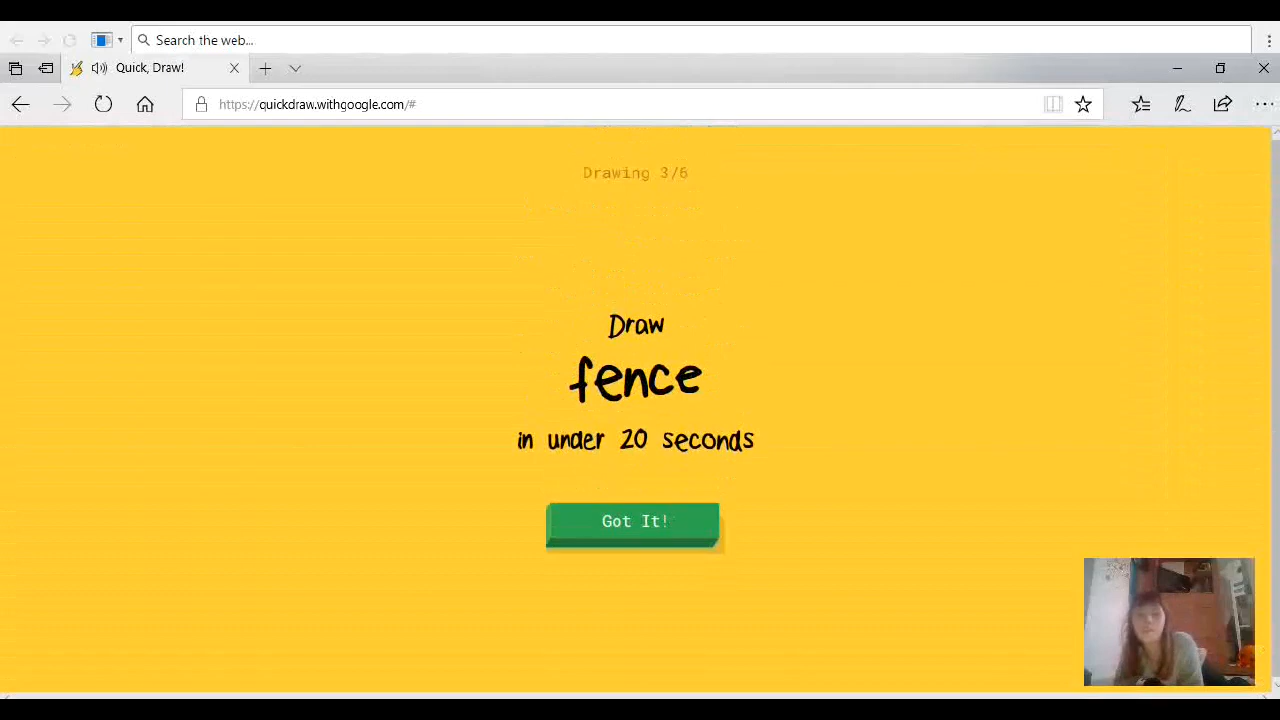 Search the web...
Quick, Draw!
https://quickdraw.withgoogle.com/#
Drawing 3/6
Draw
fence
in under 20 seconds
Got It!